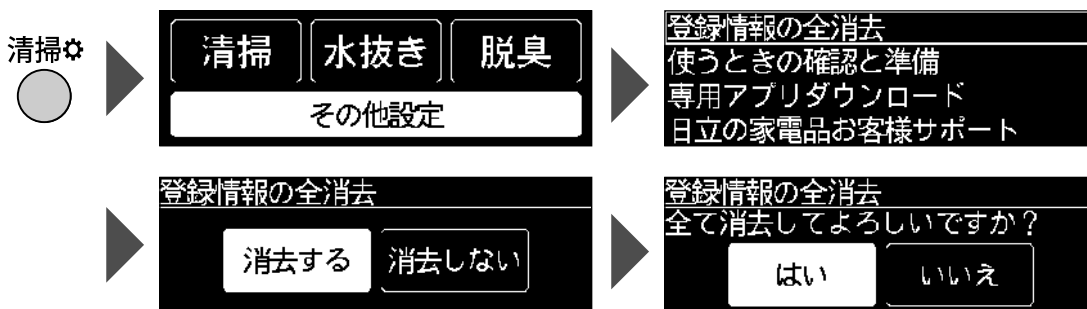 清掃
清掃 水抜き 脱臭
その他設定
登録情報の全消去
使うときの確認と準備
専用アプリダウンロード
日立の家電品お客様サポート
登録情報の全消去
消去する 消去しない
登録情報の全消去
全て消去してよろしいですか?
はい いいえ